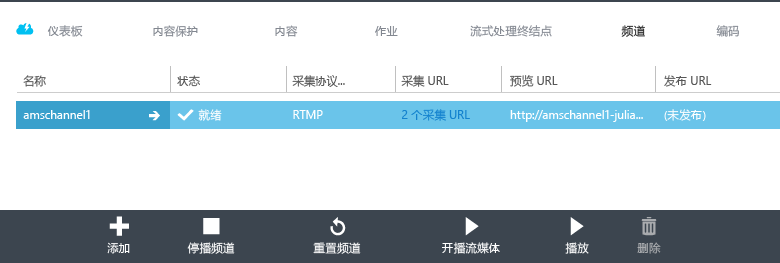 仪表板 内容保护 内容 作业 流式处理终结点 频道 编码
名称 状态 采集协议... 采集 URL 预览 URL 发布 URL
amschannel1 就绪 RTMP 2 个采集 URL http://amschannel1-julia... (未发布)
添加 停播频道 重置频道 开播流媒体 播放 删除